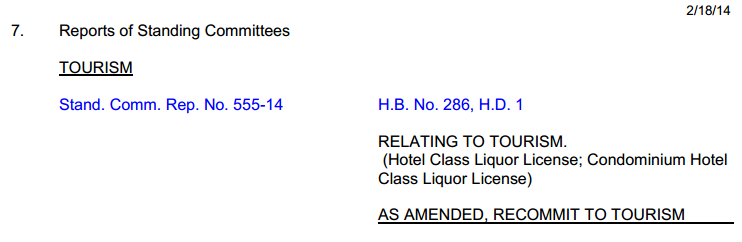 2/18/14
7. Reports of Standing Committees
TOURISM
Stand. Comm. Rep. No. 555-14 H.B. No. 286, H.D. 1
RELATING TO TOURISM.
(Hotel Class Liquor License; Condominium Hotel
Class Liquor License)
AS AMENDED, RECOMMIT TO TOURISM